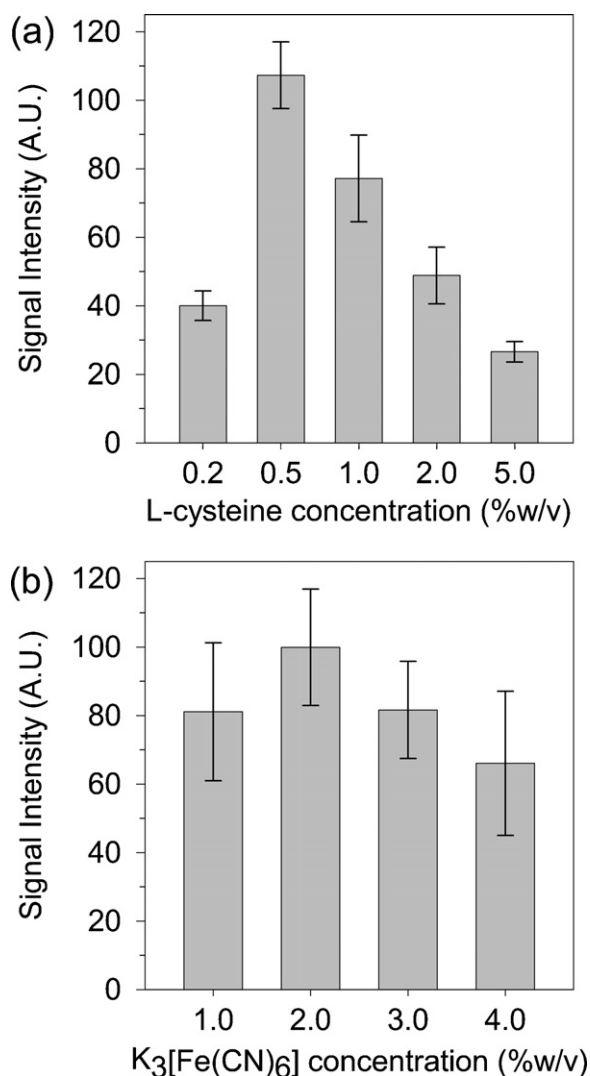 (a)
120
100
80
60
40
20
0
Signal Intensity (A.U.)
0.2 0.5 1.0 2.0 5.0
L-cysteine concentration (%w/v)
(b)
120
100
80
60
40
20
0
Signal Intensity (A.U.)
1.0 2.0 3.0 4.0
K3[Fe(CN)6] concentration (%w/v)